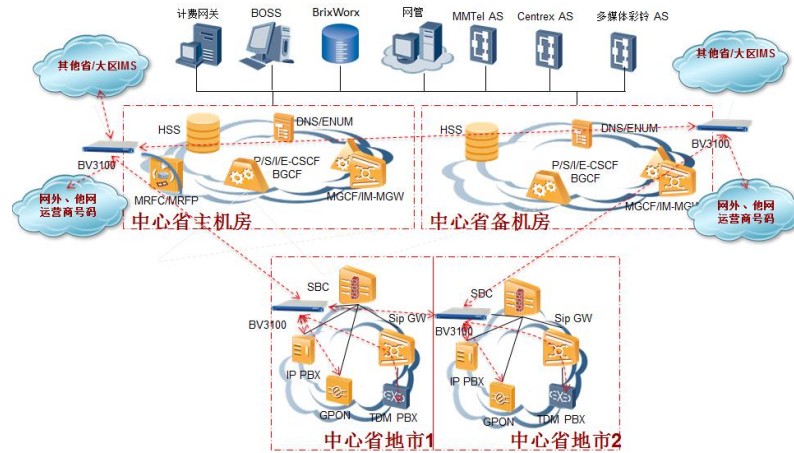 计费网关
BOSS
BrixWorx
网管
MMTel AS
Centrex AS
多媒体彩铃 AS
其他省/大区IMS
其他省/大区IMS
HSS
DNS/ENUM
HSS
DNS/ENUM
BV3100
BV3100
P/S/I/E-CSCF
BGCF
P/S/I/E-CSCF
BGCF
MRFC/MRFP
MGCF/IM-MGW
MGCF/IM-MGW
网外、他网
运营商号码
网外、他网
运营商号码
中心省主机房
中心省备机房
SBC
BV3100
Sip GW
IP PBX
GPON
TDM PBX
中心省地市1
SBC
BV3100
Sip GW
IP PBX
GPON
TDM PBX
中心省地市2